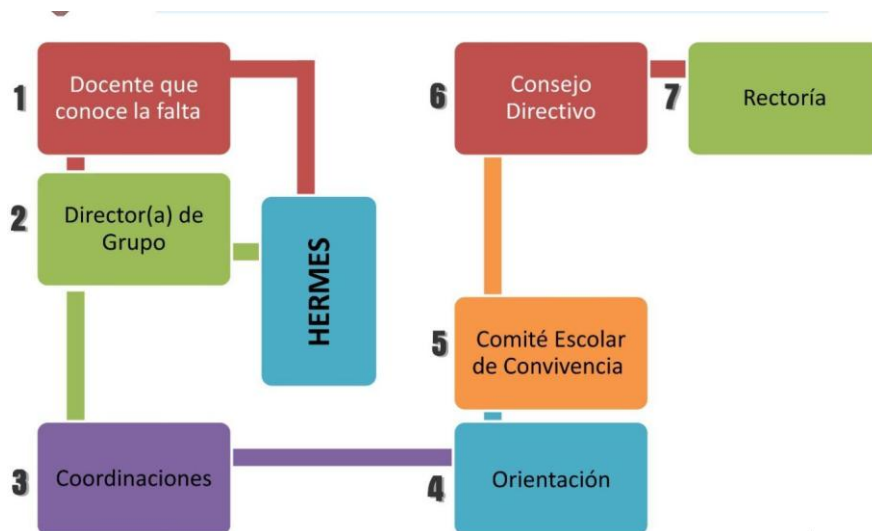 1
Docente que
conoce la falta
2
Director(a) de
Grupo
HERMES
3
Coordinaciones
4
Orientación
5
Comité Escolar
de Convivencia
6
Consejo
Directivo
7
Rectoría